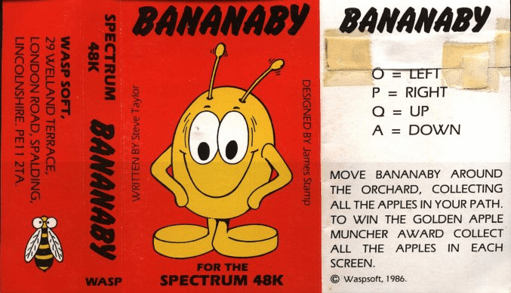 WASP SOFT,
29 WELLAND TERRACE,
LONDON ROAD, SPALDING,
LINCOLNSHIRE. PE11 2TA
SPECTRUM
48K
BANANABY
WASP
BANANABY
WRITTEN BY Steve Taylor
DESIGNED BY James Stamp
FOR THE
SPECTRUM 48K
BANANABY
O = LEFT
P = RIGHT
Q = UP
A = DOWN
MOVE BANANABY AROUND
THE ORCHARD, COLLECTING
ALL THE APPLES IN YOUR PATH.
TO WIN THE GOLDEN APPLE
MUNCHER AWARD COLLECT
ALL THE APPLES IN EACH
SCREEN.
© Waspsoft, 1986.